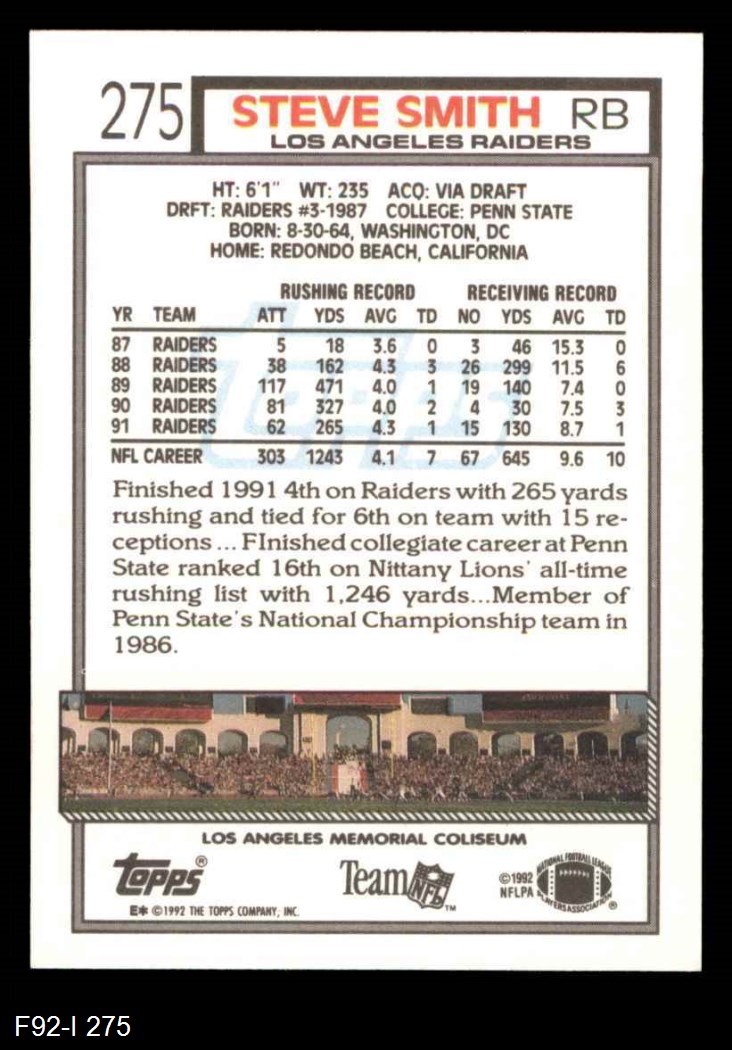 275 STEVE SMITH RB
LOS ANGELES RAIDERS
HT: 6'1" WT: 235 ACQ: VIA DRAFT
DRFT: RAIDERS #3-1987 COLLEGE: PENN STATE
BORN: 8-30-64, WASHINGTON, DC
HOME: REDONDO BEACH, CALIFORNIA
RUSHING RECORD RECEIVING RECORD
YR TEAM ATT YDS AVG TD NO YDS AVG TD
87 RAIDERS 5 18 3.6 0 3 46 15.3 0
88 RAIDERS 38 162 4.3 3 26 299 11.5 6
89 RAIDERS 117 471 4.0 1 19 140 7.4 0
90 RAIDERS 81 327 4.0 2 4 30 7.5 3
91 RAIDERS 62 265 4.3 1 15 130 8.7 1
NFL CAREER 303 1243 4.1 7 67 645 9.6 10
Topps
Finished 1991 4th on Raiders with 265 yards
rushing and tied for 6th on team with 15 re-
ceptions ... FInished collegiate career at Penn
State ranked 16th on Nittany Lions' all-time
rushing list with 1,246 yards...Member of
Penn State's National Championship team in
1986.
LOS ANGELES MEMORIAL COLISEUM
Topps®
Team NFL™
©1992
NFLPA
NATIONAL FOOTBALL LEAGUE
PLAYERS ASSOCIATION ®
E* ©1992 THE TOPPS COMPANY, INC.
F92-I 275